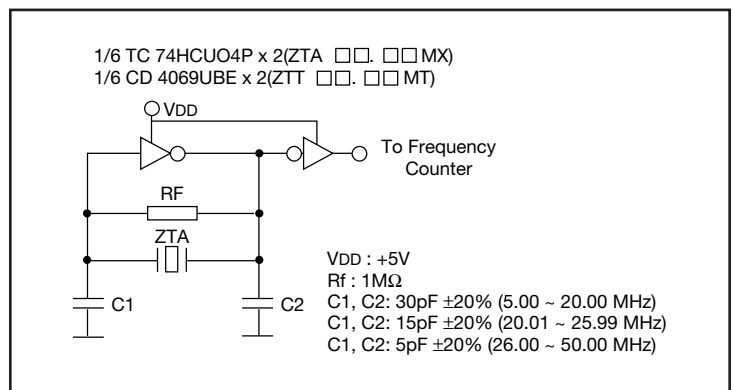 1/6 TC 74HCUO4P x 2(ZTA □□. □□ MX)
1/6 CD 4069UBE x 2(ZTT □□. □□ MT)
VDD
To Frequency
Counter
RF
ZTA
C1
C2
VDD : +5V
Rf : 1MΩ
C1, C2: 30pF ±20% (5.00 ~ 20.00 MHz)
C1, C2: 15pF ±20% (20.01 ~ 25.99 MHz)
C1, C2: 5pF ±20% (26.00 ~ 50.00 MHz)